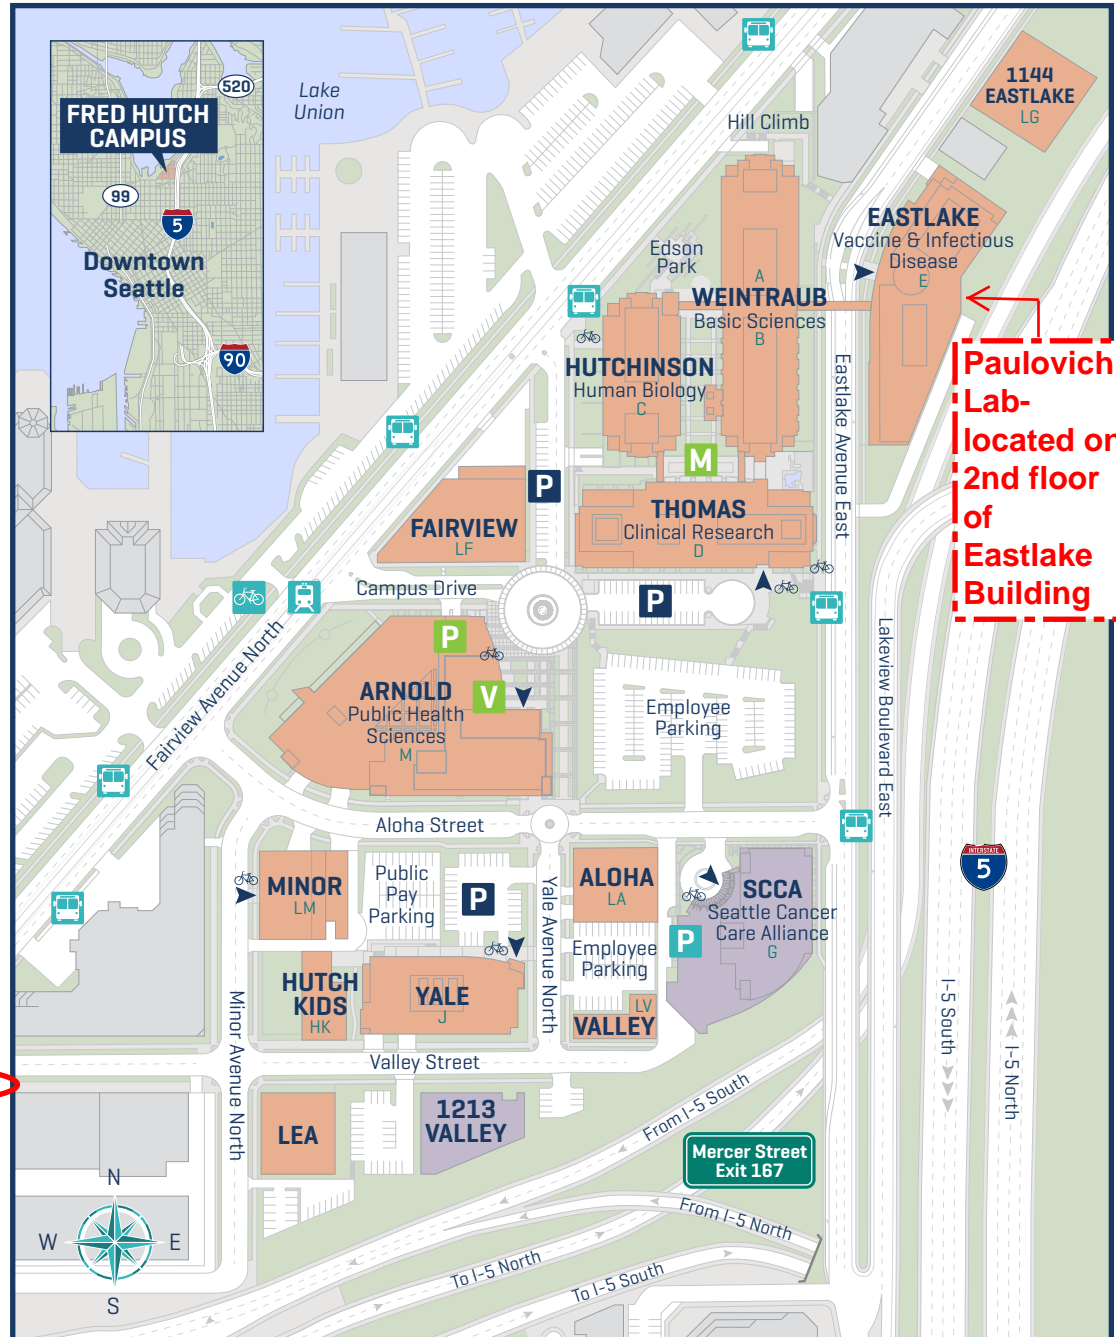 520
FRED HUTCH
CAMPUS
99
5
Downtown
Seattle
90
Lake
Union
Hill Climb
1144
EASTLAKE
LG
EASTLAKE
Vaccine & Infectious
Disease
E
Edson
Park
A
WEINTRAUB
Basic Sciences
B
HUTCHINSON
Human Biology
C
Eastlake Avenue East
Paulovich
Lab-
located on
2nd floor
of
Eastlake
Building
M
P
THOMAS
Clinical Research
D
FAIRVIEW
LF
Campus Drive
P
P
ARNOLD
Public Health
Sciences
M
V
Fairview Avenue North
Employee
Parking
Lakeview Boulevard East
Aloha Street
INTERSTATE
5
MINOR
LM
Public
Pay
Parking
P
Yale Avenue North
ALOHA
LA
SCCA
Seattle Cancer
Care Alliance
G
P
Employee
Parking
HUTCH
KIDS
HK
YALE
J
LV
VALLEY
Minor Avenue North
Valley Street
I-5 South
I-5 North
LEA
1213
VALLEY
From I-5 South
Mercer Street
Exit 167
From I-5 North
To I-5 North
To I-5 South
N
W
E
S